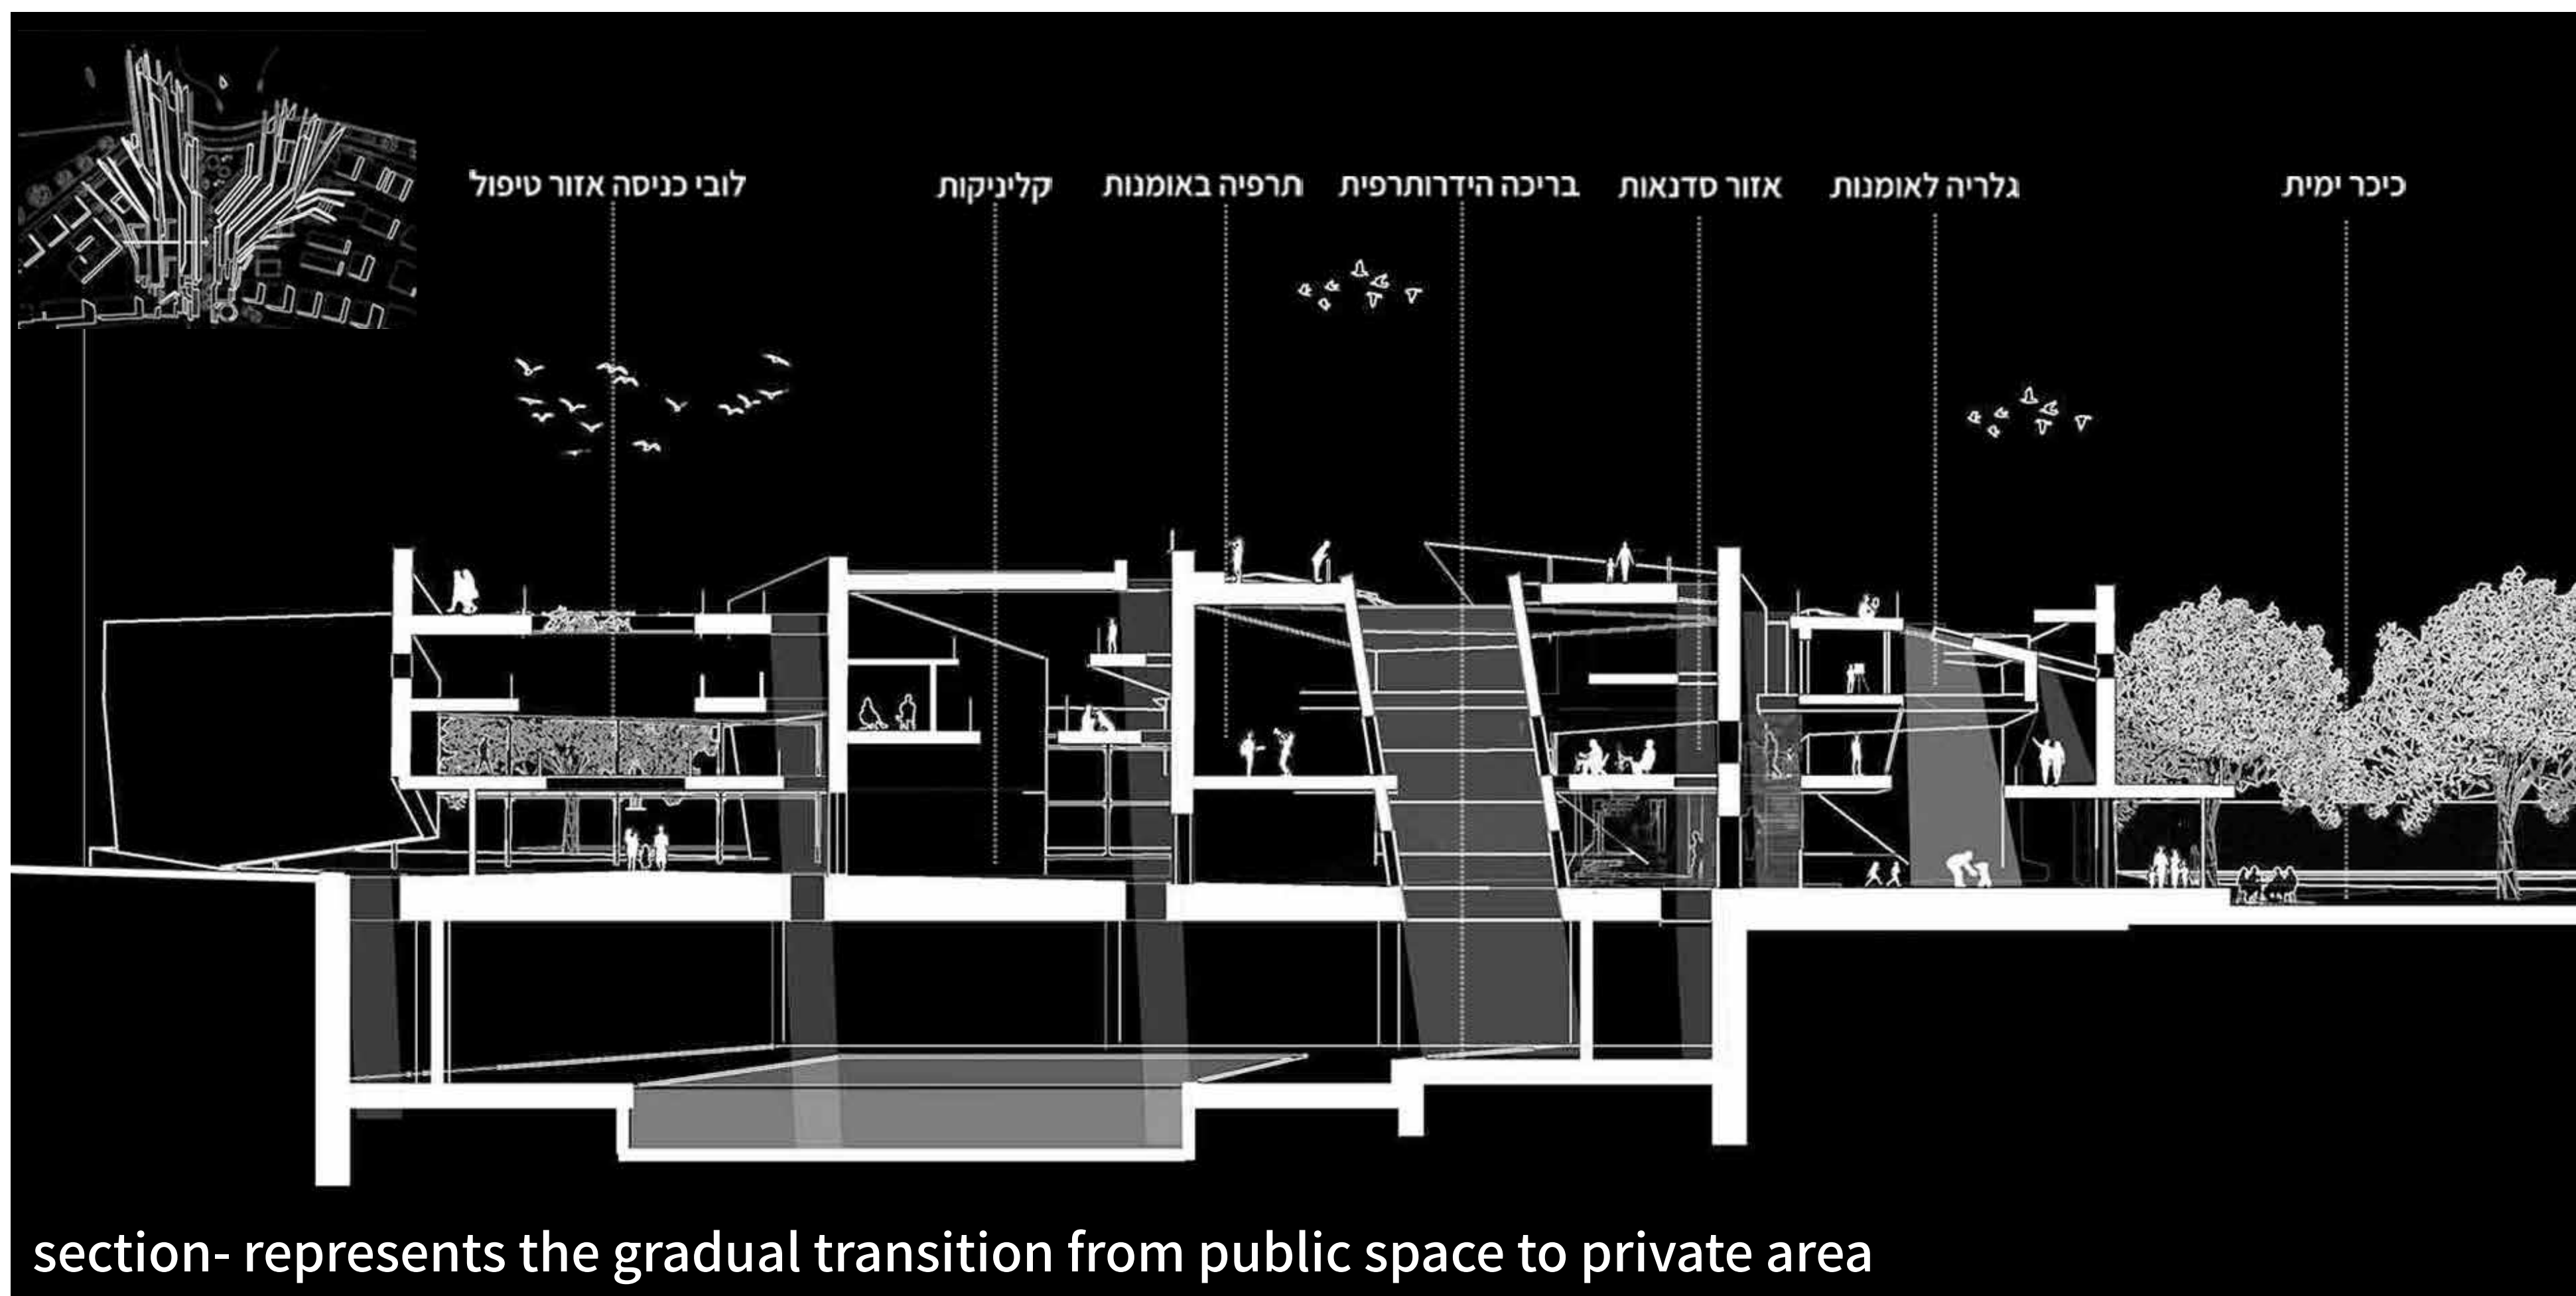 כיכר ימית
גלריה לאומנות
אזור סדנאות
בריכה הידרותרפית
תרפיה באומנות
קליניקות
לובי כניסה אזור טיפול
section- represents the gradual transition from public space to private area